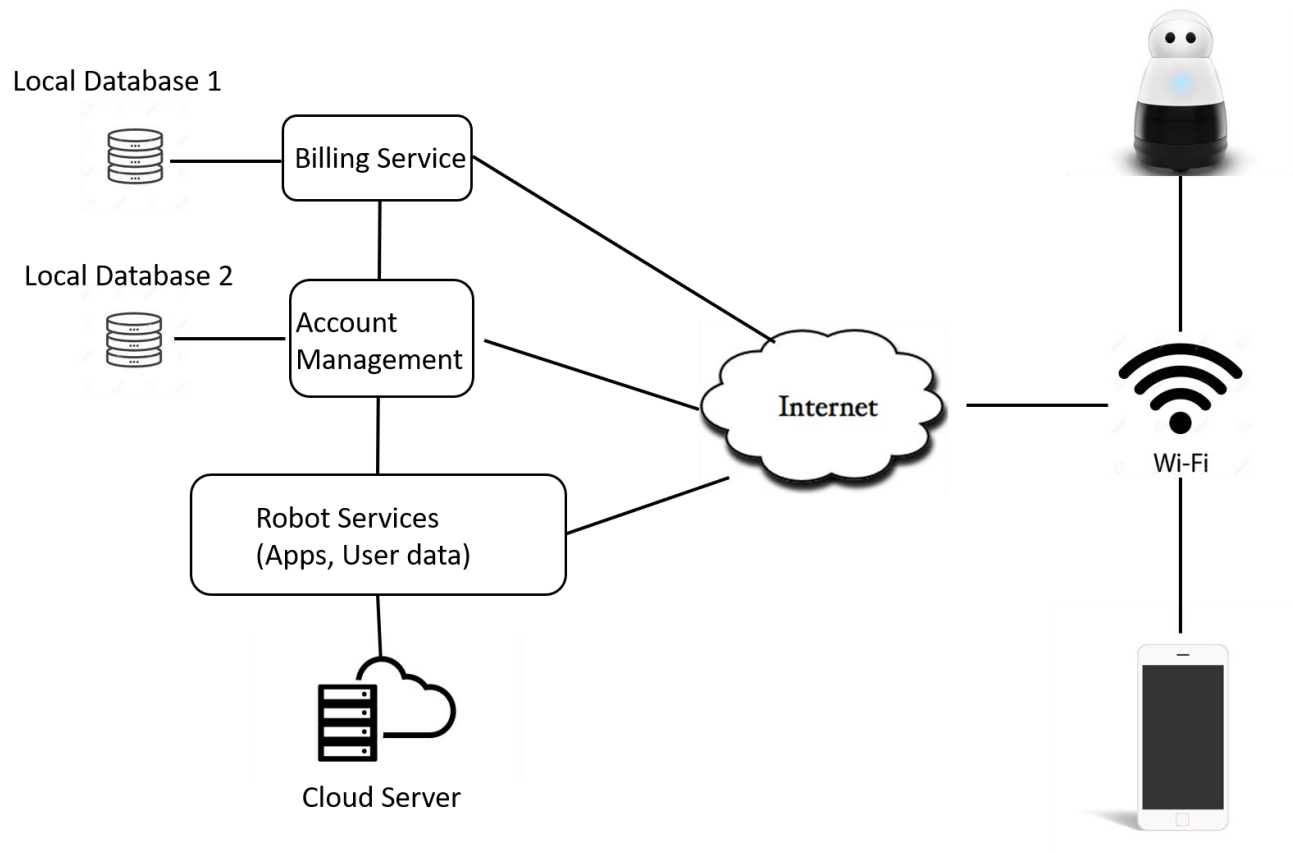 Local Database 1
Billing Service
Local Database 2
Account
Management
Internet
Wi-Fi
Robot Services
(Apps, User data)
Cloud Server